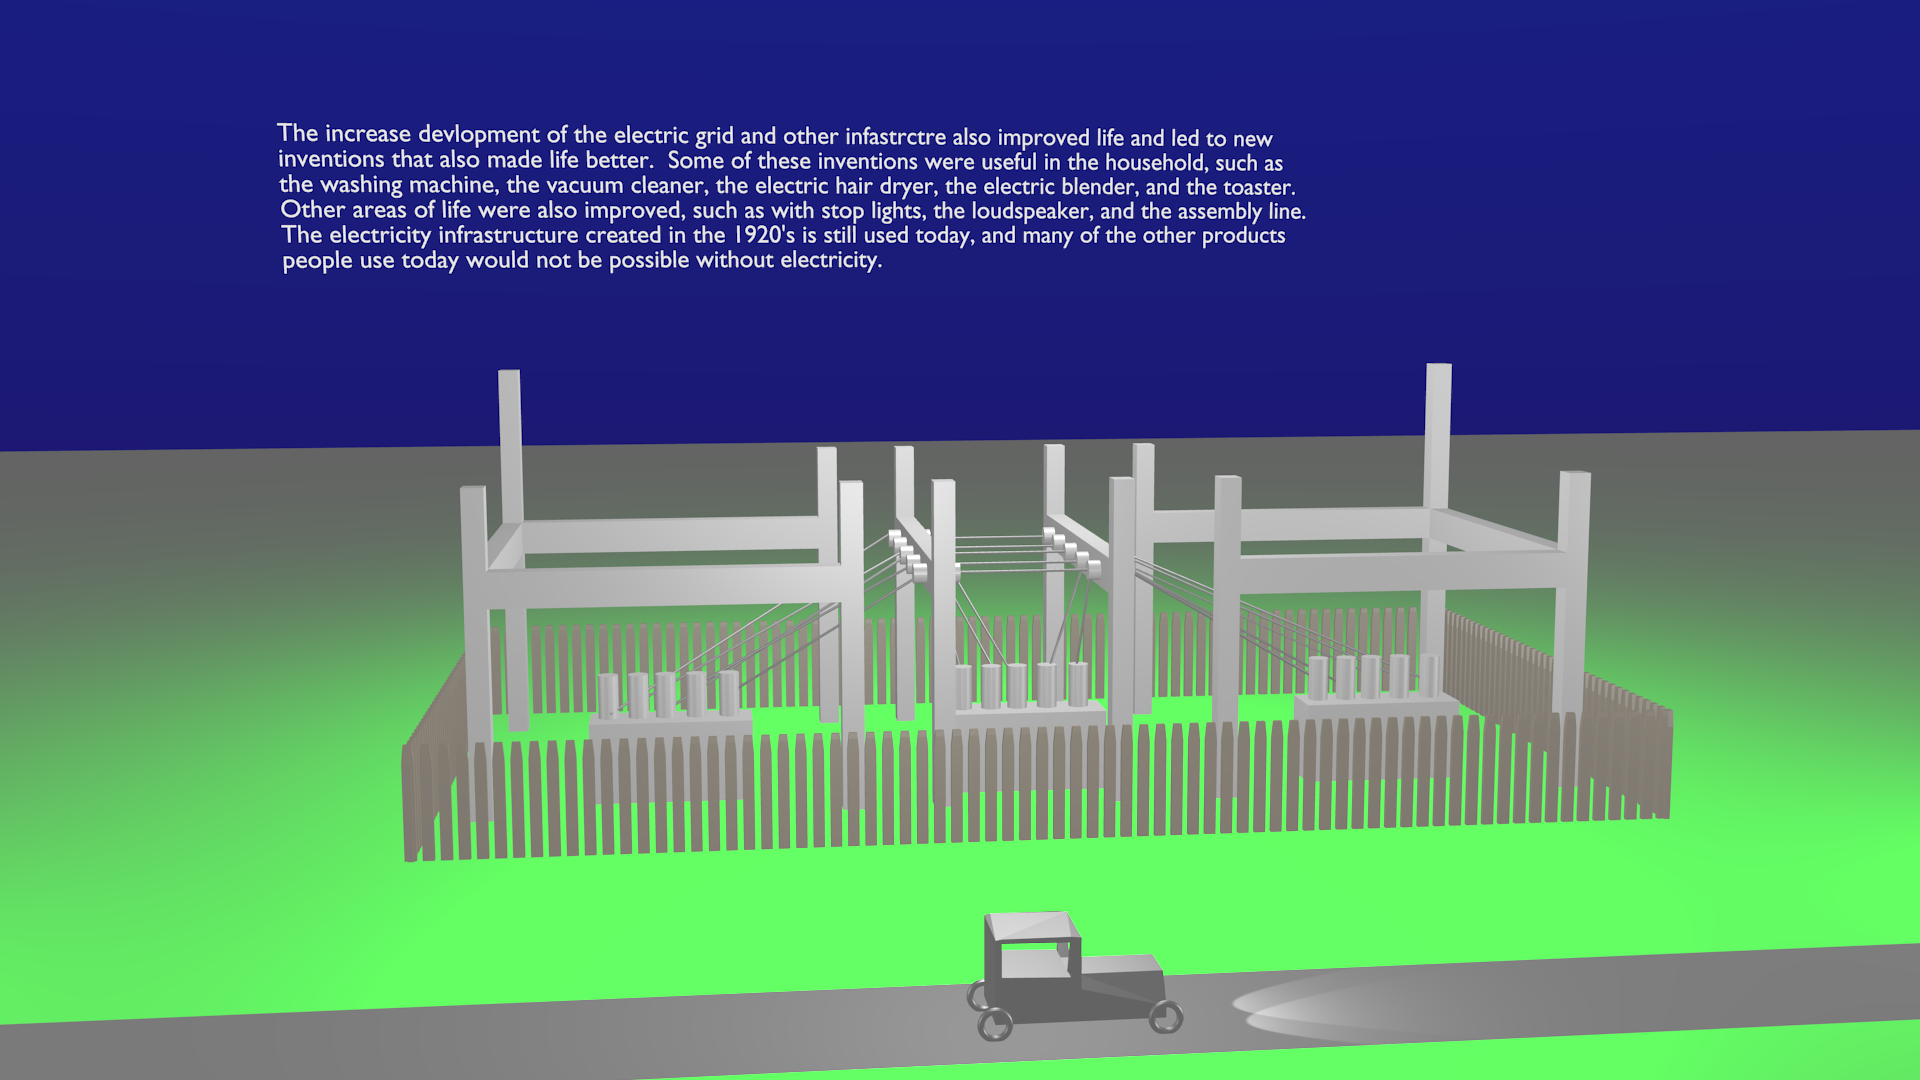 The increase devlopment of the electric grid and other infastrctre also improved life and led to new
inventions that also made life better.  Some of these inventions were useful in the household, such as
the washing machine, the vacuum cleaner, the electric hair dryer, the electric blender, and the toaster.
Other areas of life were also improved, such as with stop lights, the loudspeaker, and the assembly line.
The electricity infrastructure created in the 1920's is still used today, and many of the other products
people use today would not be possible without electricity.